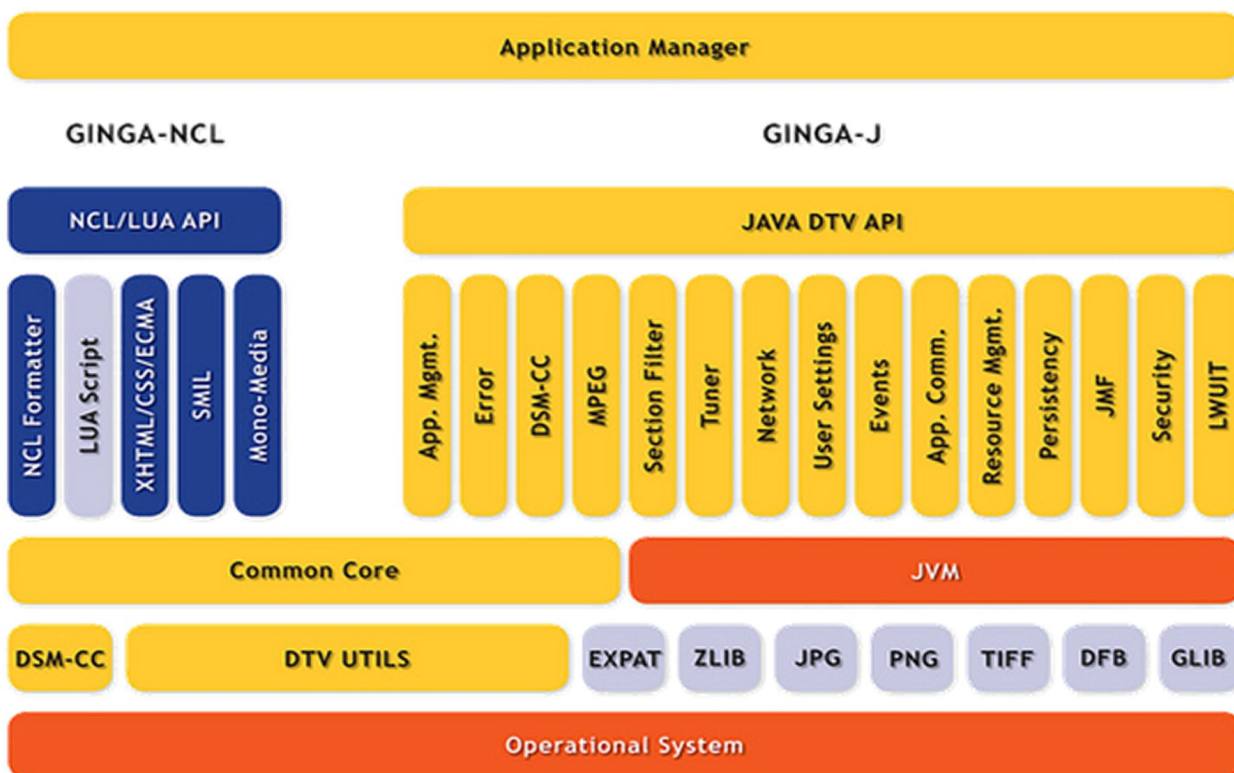 Application Manager
GINGA-NCL
GINGA-J
NCL/LUA API
JAVA DTV API
NCL Formatter
LUA Script
XHTML/CSS/ECMA
SMIL
Mono-Media
App. Mgmt.
Error
DSM-CC
MPEG
Section Filter
Tuner
Network
User Settings
Events
App. Comm.
Resource Mgmt.
Persistency
JMF
Security
LWUIT
Common Core
JVM
DSM-CC
DTV UTILS
EXPAT
ZLIB
JPG
PNG
TIFF
DFB
GLIB
Operational System